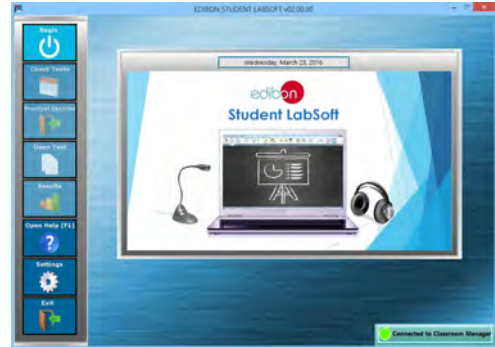 EDIBON STUDENT LABSOFT v02.00.00
Begin
Check Tasks
Practical Exercise
Open Test
Results
Open Help (F1)
Settings
Exit
Wednesday, March 23, 2016
edibon
Student LabSoft
Connected to Classroom Manager